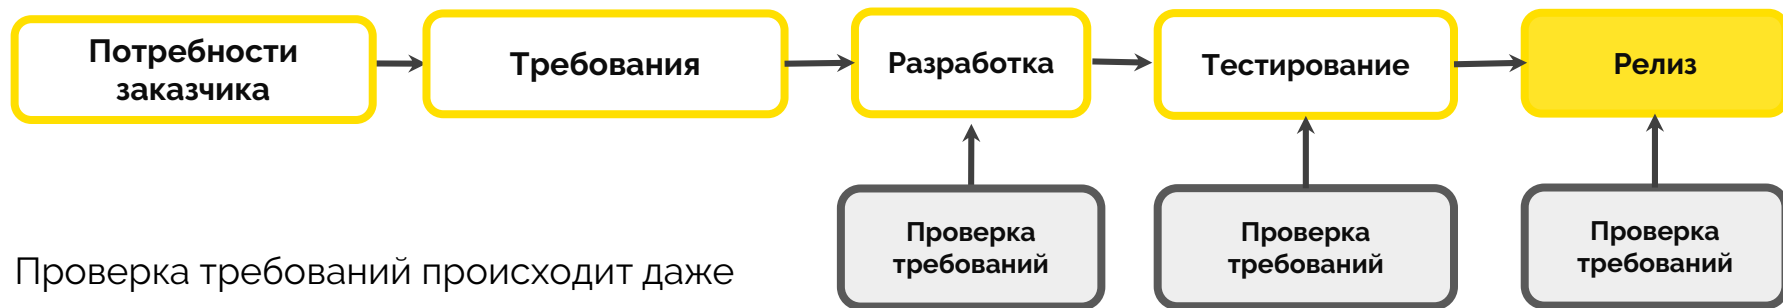 Потребности
заказчика
Требования
Разработка
Тестирование
Релиз
Проверка
требований
Проверка
требований
Проверка
требований
Проверка требований происходит даже